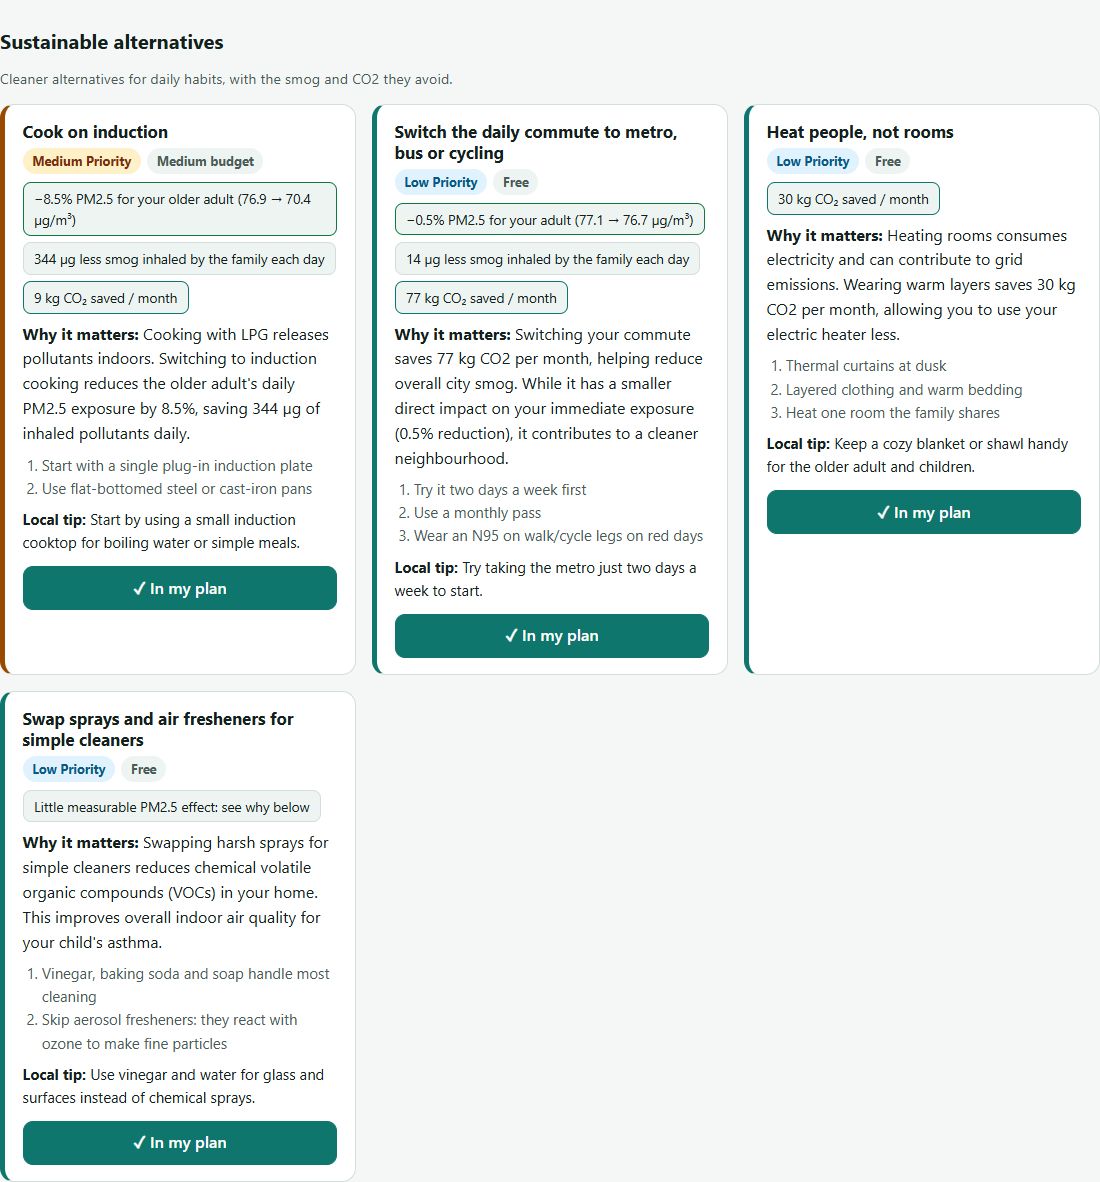 Sustainable alternatives
Cleaner alternatives for daily habits, with the smog and CO2 they avoid.
Cook on induction
Medium Priority
Medium budget
−8.5% PM2.5 for your older adult (76.9 → 70.4
µg/m³)
344 µg less smog inhaled by the family each day
9 kg CO₂ saved / month
Why it matters: Cooking with LPG releases
pollutants indoors. Switching to induction
cooking reduces the older adult's daily
PM2.5 exposure by 8.5%, saving 344 µg of
inhaled pollutants daily.
1. Start with a single plug-in induction plate
2. Use flat-bottomed steel or cast-iron pans
Local tip: Start by using a small induction
cooktop for boiling water or simple meals.
✓ In my plan
Switch the daily commute to metro,
bus or cycling
Low Priority
Free
−0.5% PM2.5 for your adult (77.1 → 76.7 µg/m³)
14 µg less smog inhaled by the family each day
77 kg CO₂ saved / month
Why it matters: Switching your commute
saves 77 kg CO2 per month, helping reduce
overall city smog. While it has a smaller
direct impact on your immediate exposure
(0.5% reduction), it contributes to a cleaner
neighbourhood.
1. Try it two days a week first
2. Use a monthly pass
3. Wear an N95 on walk/cycle legs on red days
Local tip: Try taking the metro just two days a
week to start.
✓ In my plan
Heat people, not rooms
Low Priority
Free
30 kg CO₂ saved / month
Why it matters: Heating rooms consumes
electricity and can contribute to grid
emissions. Wearing warm layers saves 30 kg
CO2 per month, allowing you to use your
electric heater less.
1. Thermal curtains at dusk
2. Layered clothing and warm bedding
3. Heat one room the family shares
Local tip: Keep a cozy blanket or shawl handy
for the older adult and children.
✓ In my plan
Swap sprays and air fresheners for
simple cleaners
Low Priority
Free
Little measurable PM2.5 effect: see why below
Why it matters: Swapping harsh sprays for
simple cleaners reduces chemical volatile
organic compounds (VOCs) in your home.
This improves overall indoor air quality for
your child's asthma.
1. Vinegar, baking soda and soap handle most
cleaning
2. Skip aerosol fresheners: they react with
ozone to make fine particles
Local tip: Use vinegar and water for glass and
surfaces instead of chemical sprays.
✓ In my plan